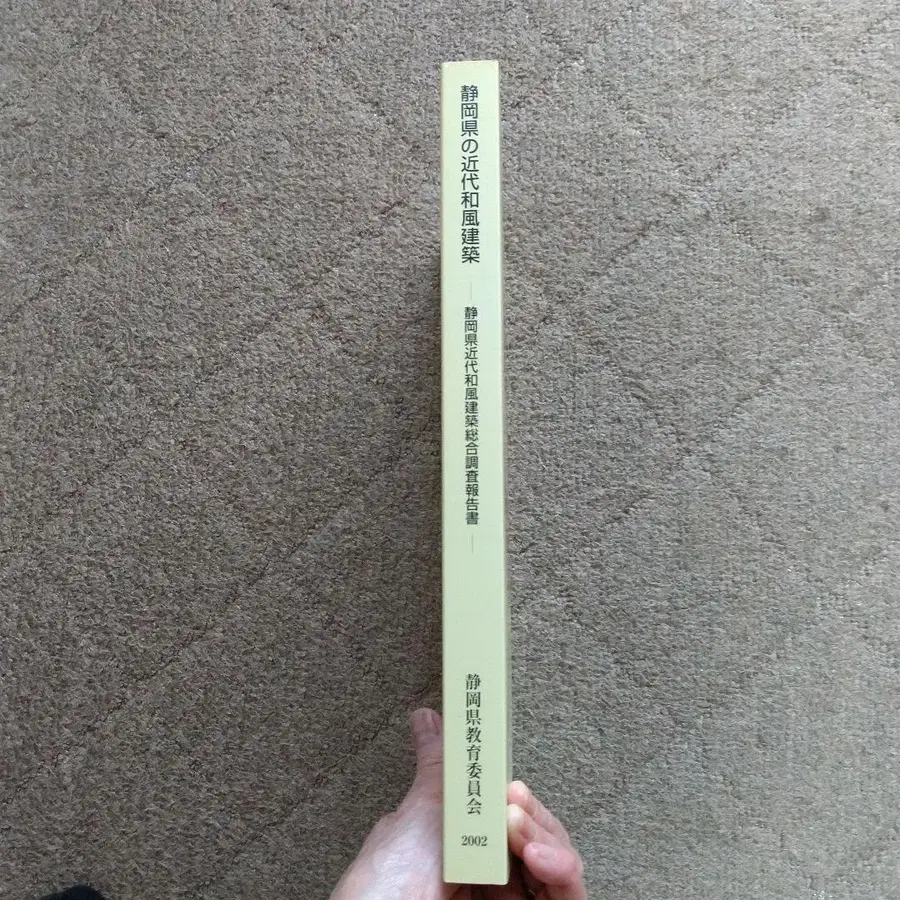 静岡県の近代和風建築
―静岡県近代和風建築総合調査報告書―
静岡県教育委員会
2002